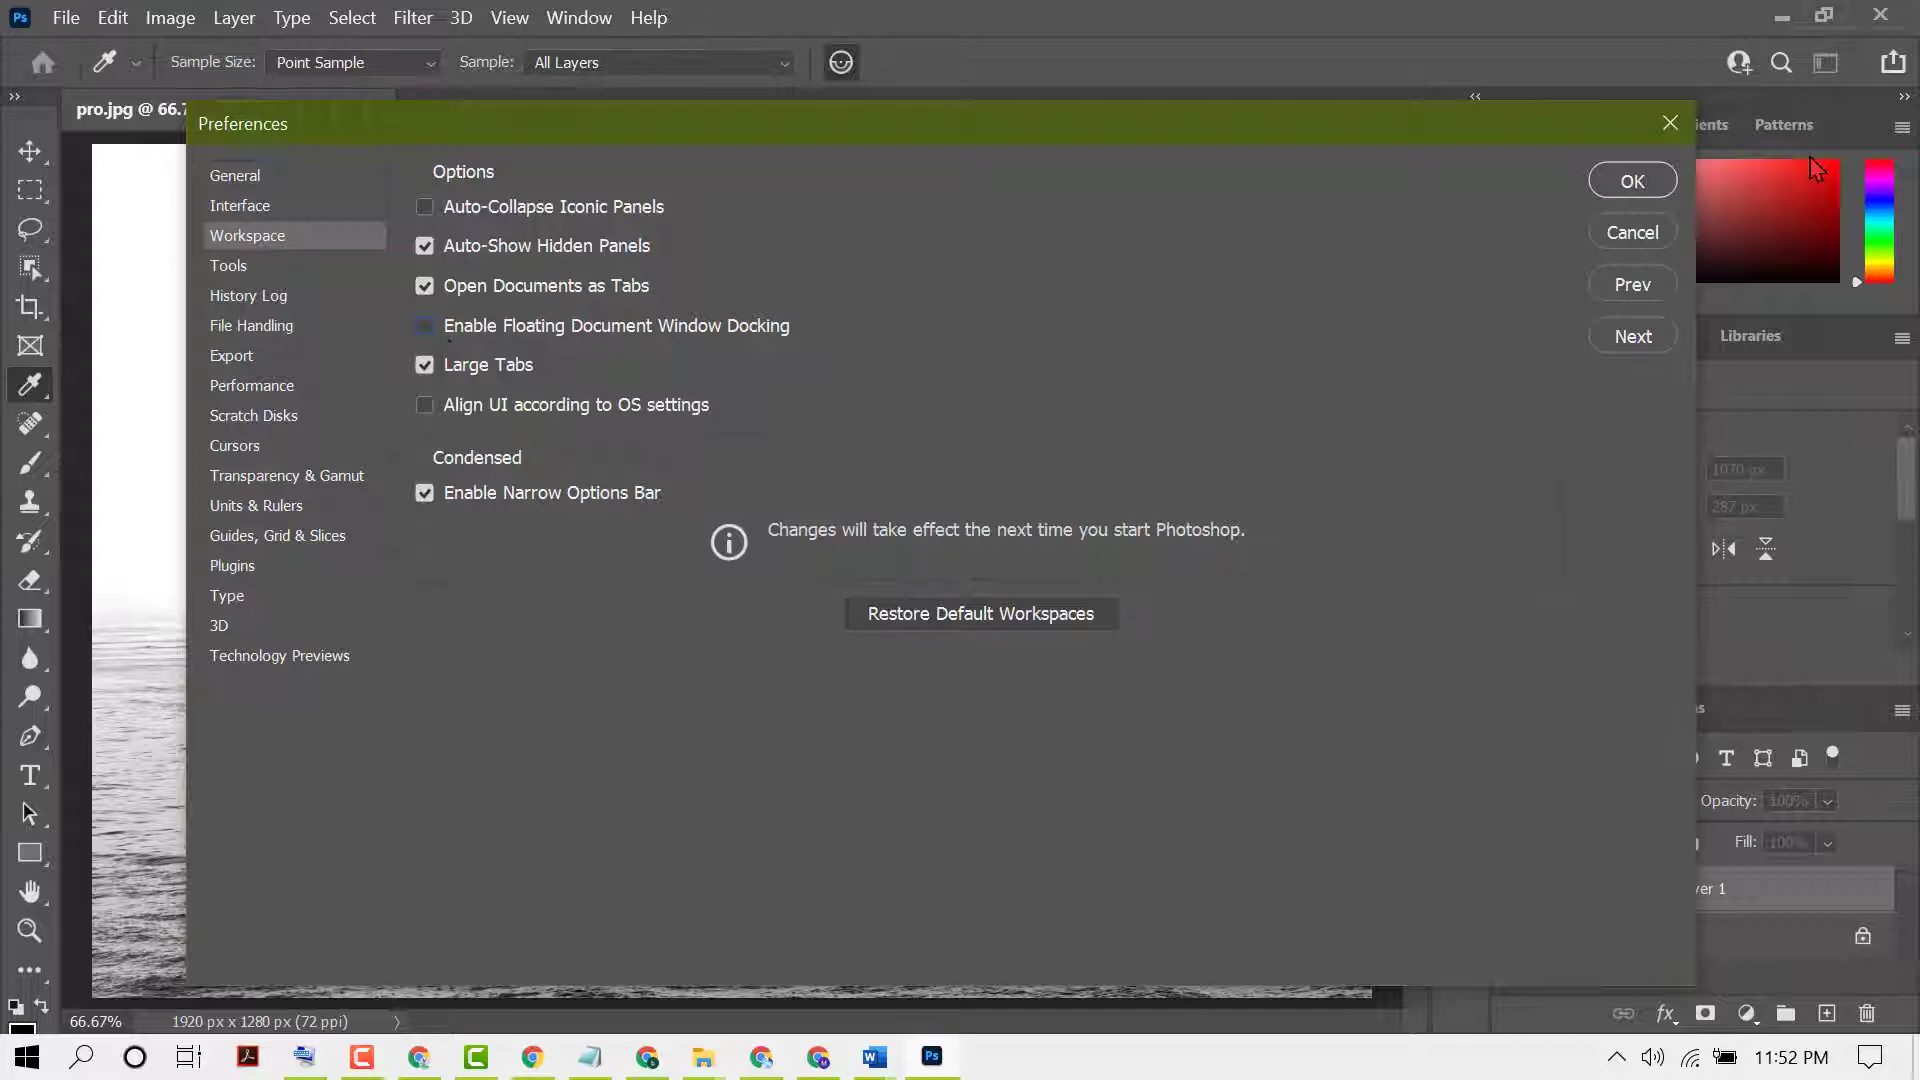 Ps File Edit Image Layer Type Select Filter 3D View Window Help
Sample Size: Point Sample Sample: All Layers
pro.jpg @ 66.7
Preferences
Patterns
General
Interface
Workspace
Tools
History Log
File Handling
Export
Performance
Scratch Disks
Cursors
Transparency & Gamut
Units & Rulers
Guides, Grid & Slices
Plugins
Type
3D
Technology Previews
Options
Auto-Collapse Iconic Panels
Auto-Show Hidden Panels
Open Documents as Tabs
Enable Floating Document Window Docking
Large Tabs
Align UI according to OS settings
Condensed
Enable Narrow Options Bar
Changes will take effect the next time you start Photoshop.
Restore Default Workspaces
OK
Cancel
Prev
Next
Libraries
1070 px
287 px
Opacity: 100%
Fill: 100%
ver 1
66.67% 1920 px x 1280 px (72 ppi)
fx
11:52 PM